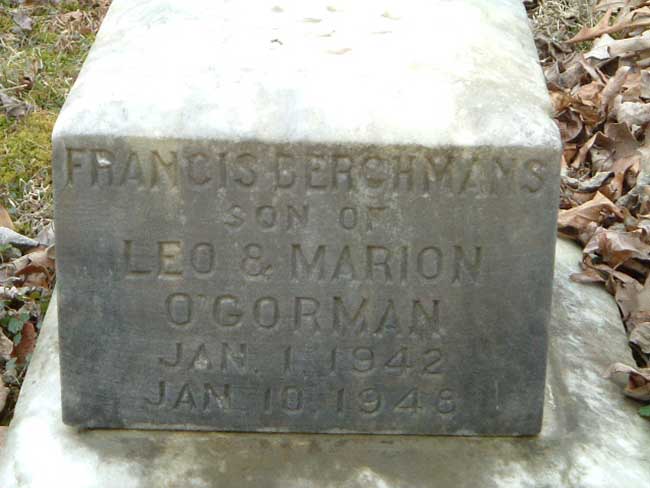 FRANCIS BERCHMANS
SON OF
LEO & MARION
O'GORMAN
JAN. 1. 1942
JAN. 10. 1948